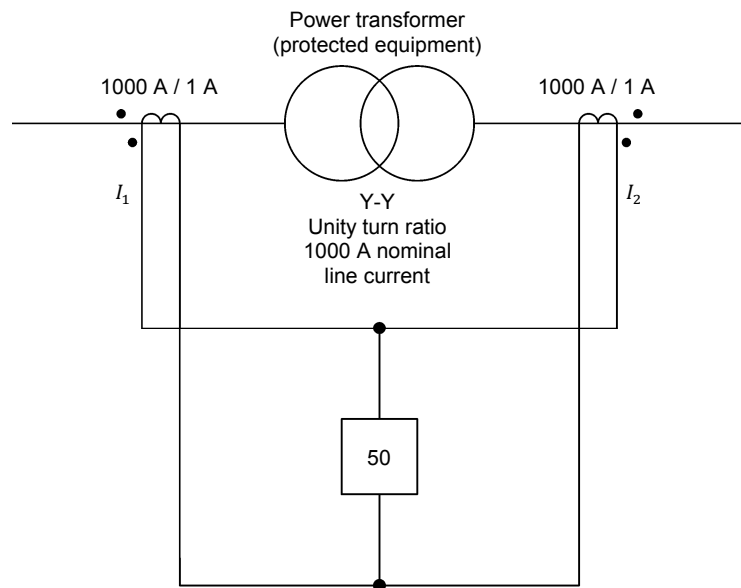 Power transformer
(protected equipment)
1000 A / 1 A
1000 A / 1 A
I₁
I₂
Y-Y
Unity turn ratio
1000 A nominal
line current
50